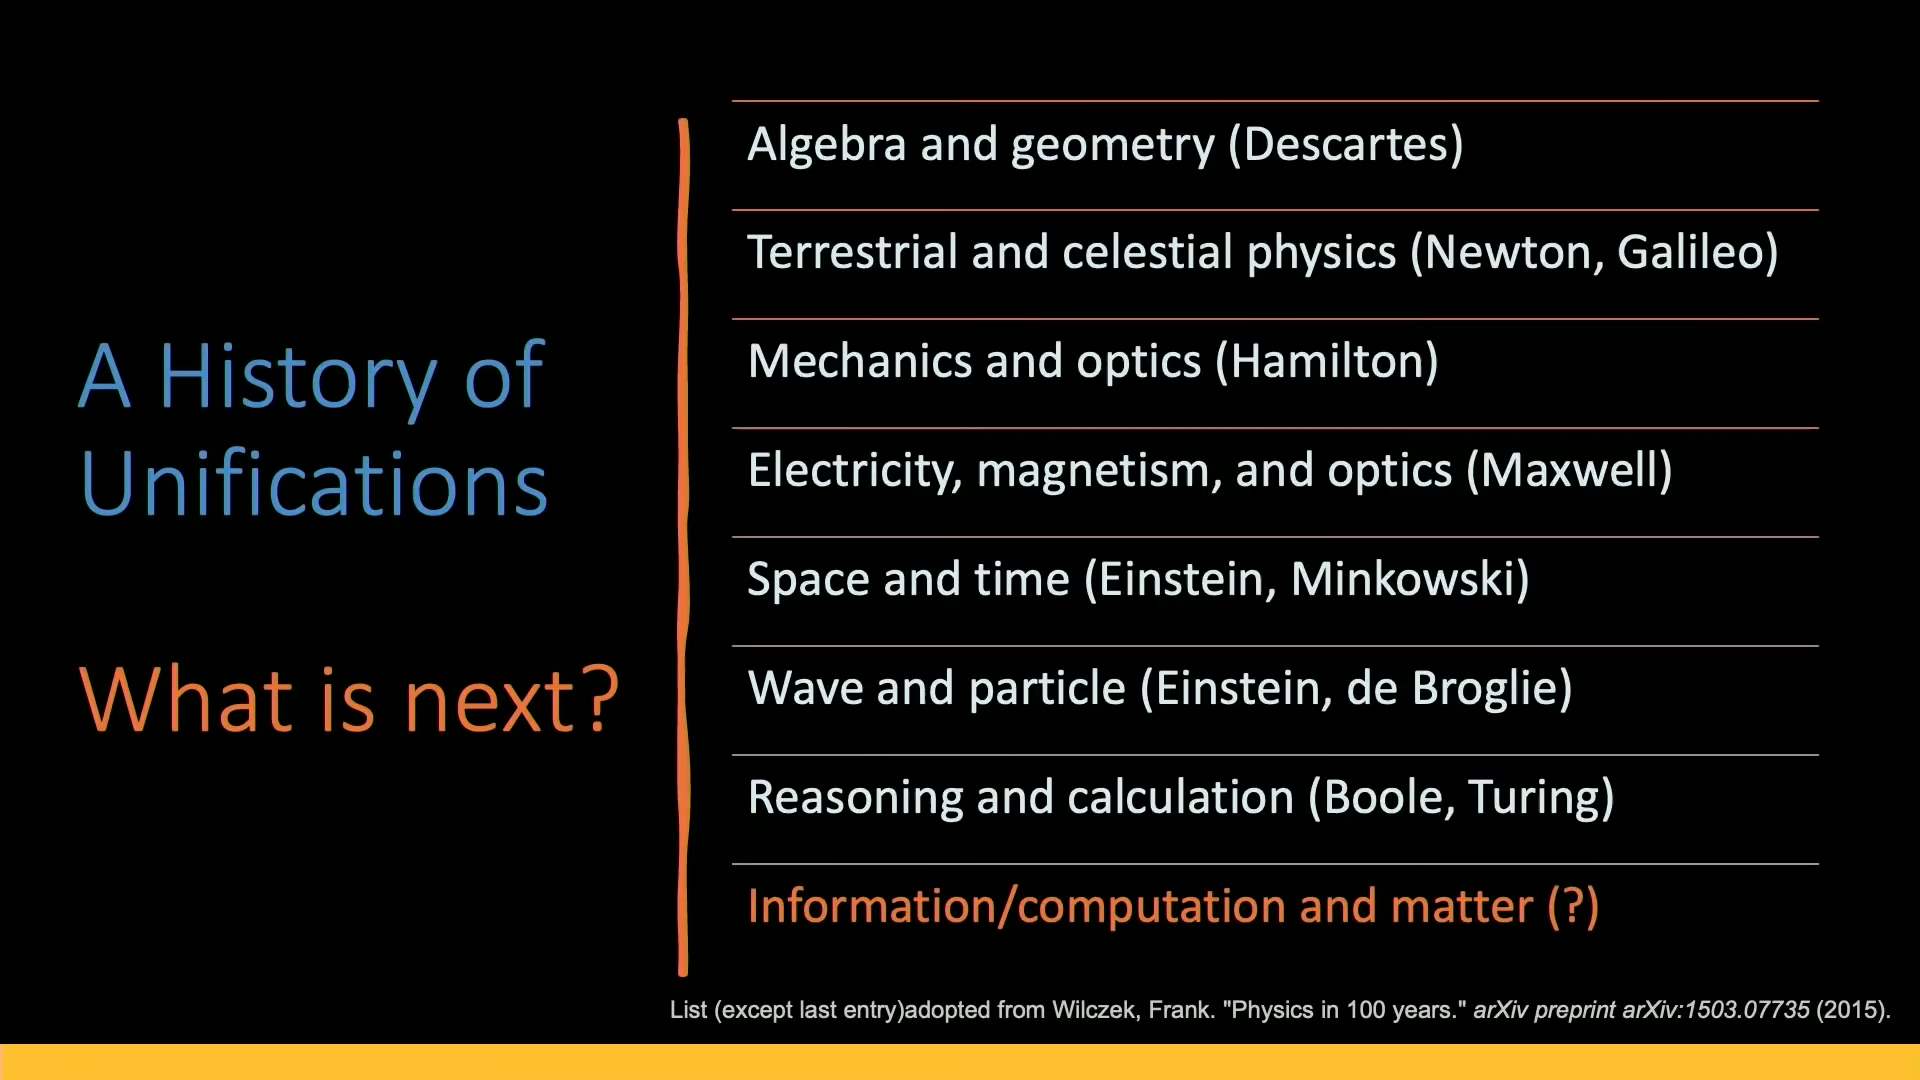 A History of
Unifications
What is next?
Algebra and geometry (Descartes)
Terrestrial and celestial physics (Newton, Galileo)
Mechanics and optics (Hamilton)
Electricity, magnetism, and optics (Maxwell)
Space and time (Einstein, Minkowski)
Wave and particle (Einstein, de Broglie)
Reasoning and calculation (Boole, Turing)
Information/computation and matter (?)
List (except last entry)adopted from Wilczek, Frank. "Physics in 100 years." arXiv preprint arXiv:1503.07735 (2015).